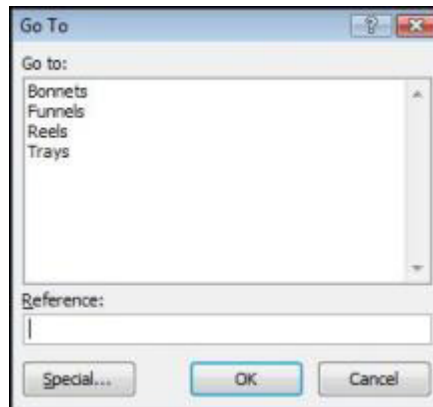 Go To
?
Go to:
Bonnets
Funnels
Reels
Trays
Reference:
Special...
OK
Cancel